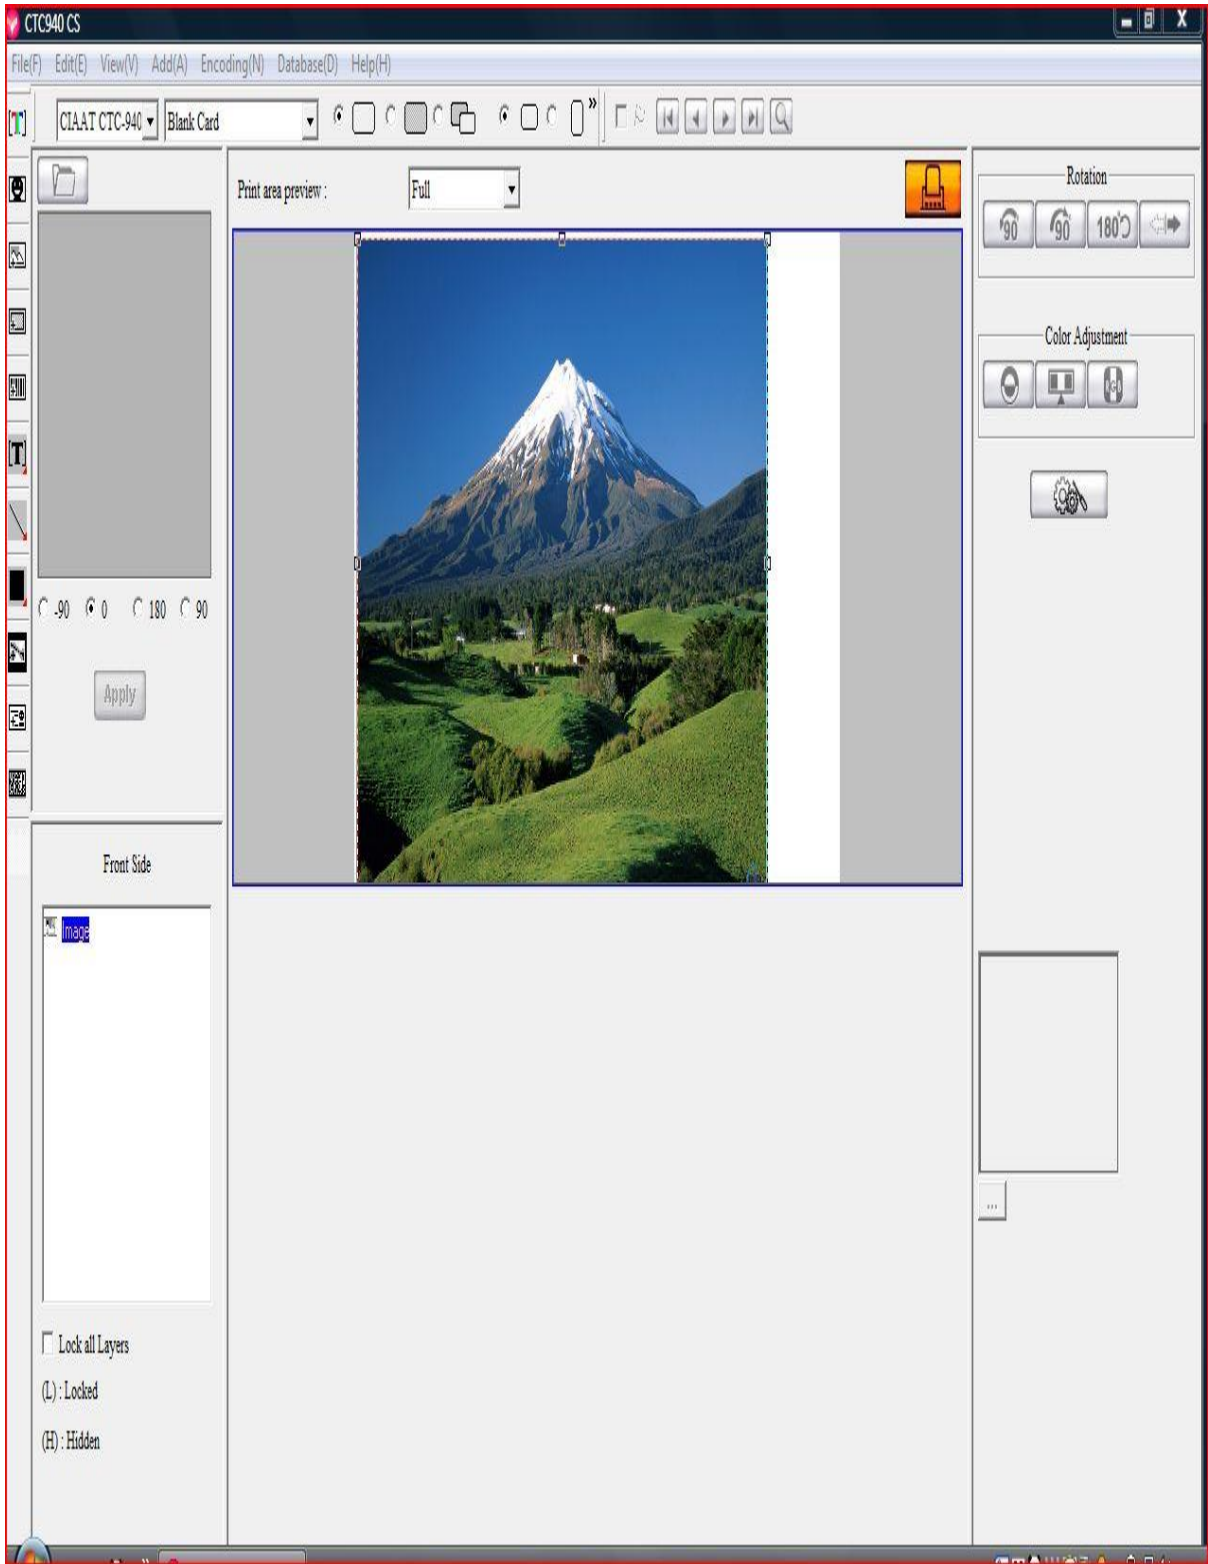 CTC940 CS
File(F) Edit(E) View(V) Add(A) Encoding(N) Database(D) Help(H)
[T] CIAAT CTC-940 Blank Card »
Print area preview : Full
Rotation
90 90 180
Color Adjustment
[T]
-90 0 180 90
Apply
Front Side
Image
...
Lock all Layers
(L) : Locked
(H) : Hidden
»